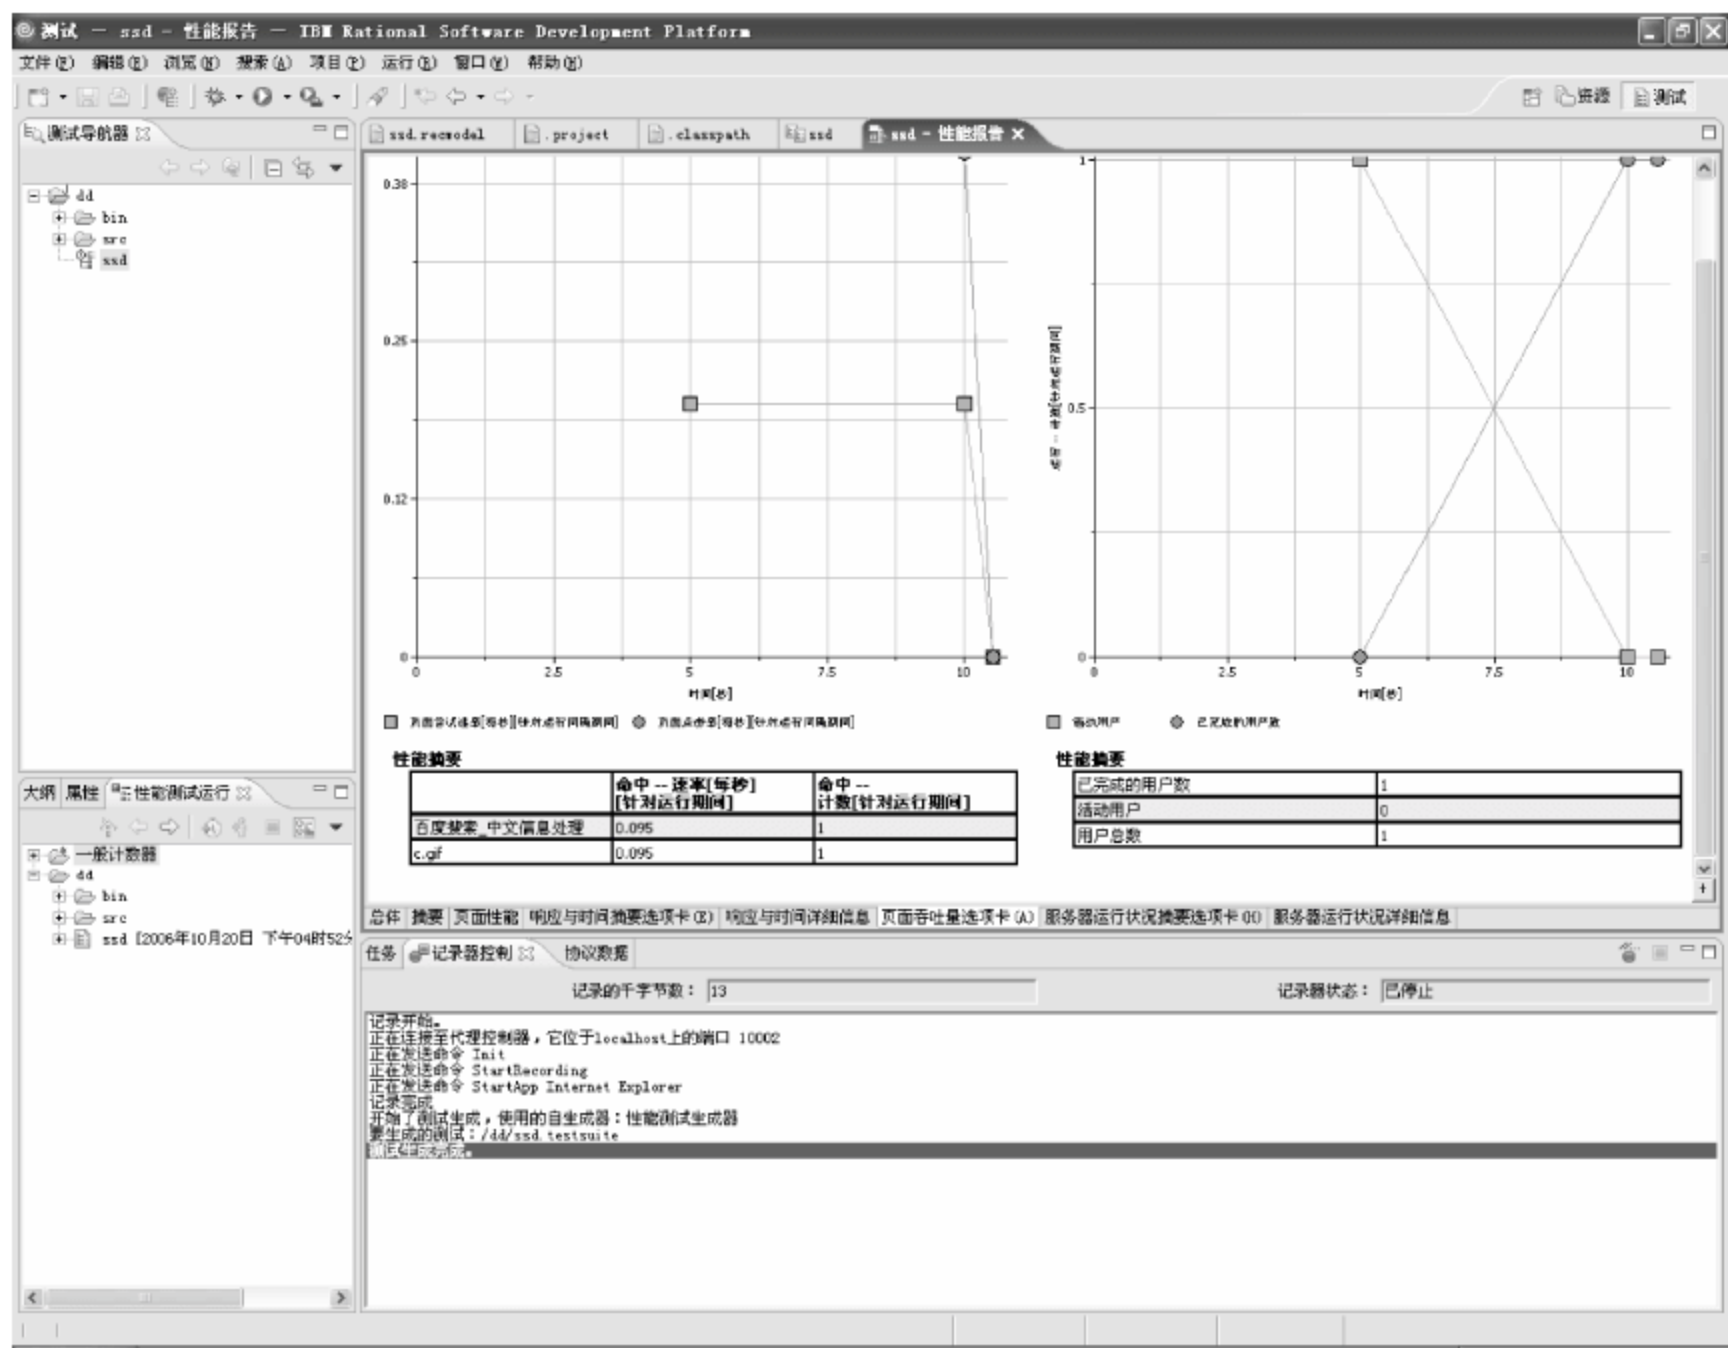 测试 — ssd - 性能报告 — IBM Rational Software Development Platform
文件(F) 编辑(E) 浏览(N) 搜索(A) 项目(P) 运行(R) 窗口(W) 帮助(H)
资源 测试
测试导航器
dd
bin
src
ssd
ssd.recmodel .project .classpath ssd ssd - 性能报告
0.38
0.25
0.12
0
0 2.5 5 7.5 10
时间[秒]
1
0.5
0
0 2.5 5 7.5 10
时间[秒]
活动用户 已完成的用户数
性能摘要
命中 -- 速率[每秒][针对运行期间] 命中 -- 计数[针对运行期间]
百度搜索_中文信息处理 0.095 1
c.gif 0.095 1
性能摘要
已完成的用户数 1
活动用户 0
用户总数 1
总体 摘要 页面性能 响应与时间摘要选项卡(E) 响应与时间详细信息 页面吞吐量选项卡(A) 服务器运行状况摘要选项卡(H) 服务器运行状况详细信息
大纲 属性 性能测试运行
一般计数器
dd
bin
src
ssd [2006年10月20日 下午04时52分
任务 记录器控制 协议数据
记录的千字节数： 13 记录器状态： 已停止
记录开始。
正在连接至代理控制器，它位于localhost上的端口 10002
正在发送命令 Init
正在发送命令 StartRecording
正在发送命令 StartApp Internet Explorer
记录完成
开始了测试生成，使用的自生成器：性能测试生成器
要生成的测试：/dd/ssd.testsuite
测试生成完成。